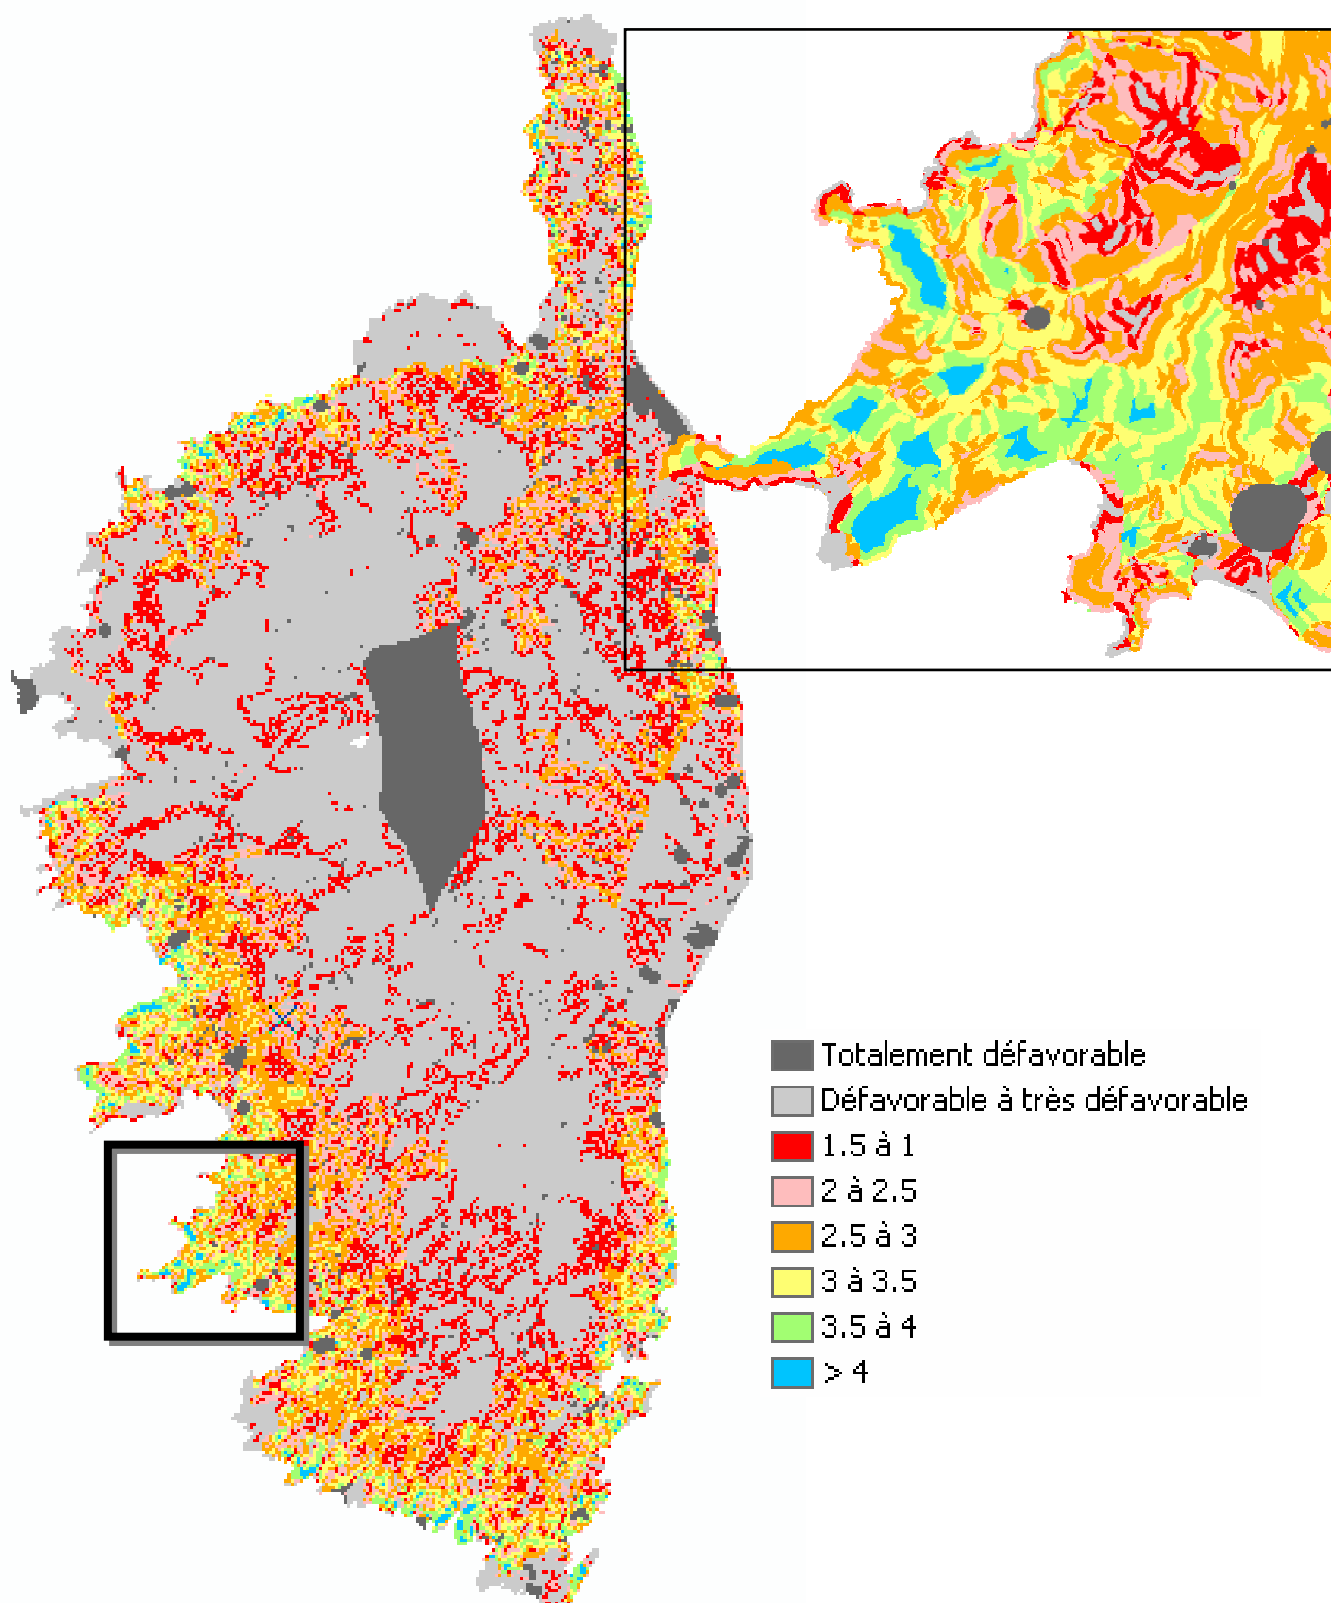 Totalement défavorable
Défavorable à très défavorable
1.5 à 1
2 à 2.5
2.5 à 3
3 à 3.5
3.5 à 4
> 4